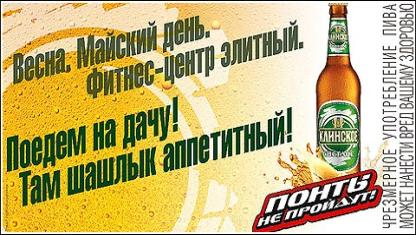 Весна. Майский день.
Фитнес-центр элитный.
Поедем на дачу!
Там шашлык аппетитный!
КЛИНСКОЕ
СВЕТЛОЕ
ПОНТЫ
НЕ ПРОЙДУТ!
ЧРЕЗМЕРНОЕ УПОТРЕБЛЕНИЕ ПИВА
МОЖЕТ НАНЕСТИ ВРЕД ВАШЕМУ ЗДОРОВЬЮ